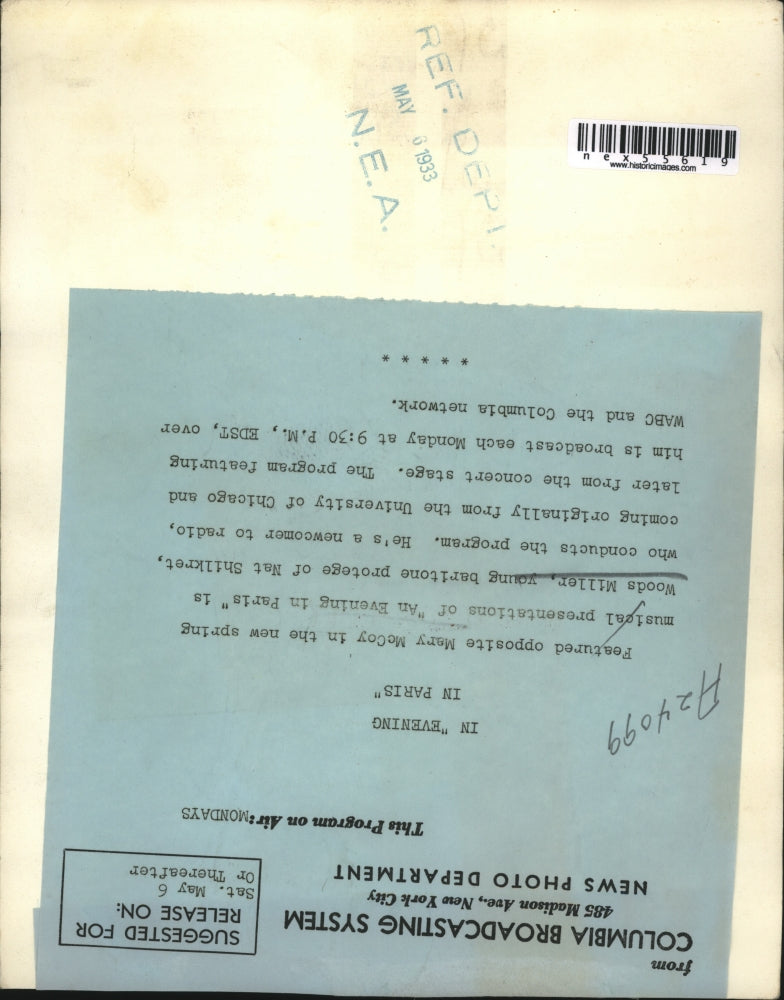 REF. DEPT.
MAY 6 1933
N.E.A.
nex55619
www.historicimages.com
from
COLUMBIA BROADCASTING SYSTEM
485 Madison Ave., New York City
NEWS PHOTO DEPARTMENT
SUGGESTED FOR
RELEASE ON:
Sat. May 6
Or Thereafter
This Program on Air: MONDAYS
A24099
IN "EVENING
IN PARIS"
Featured opposite Mary McCoy in the new spring
musical presentations of "An Evening in Paris" is
Woods Miller, young baritone protege of Nat Shilkret,
who conducts the program. He's a newcomer to radio,
coming originally from the University of Chicago and
later from the concert stage. The program featuring
him is broadcast each Monday at 9:30 P.M., EDST, over
WABC and the Columbia network.
* * * * *